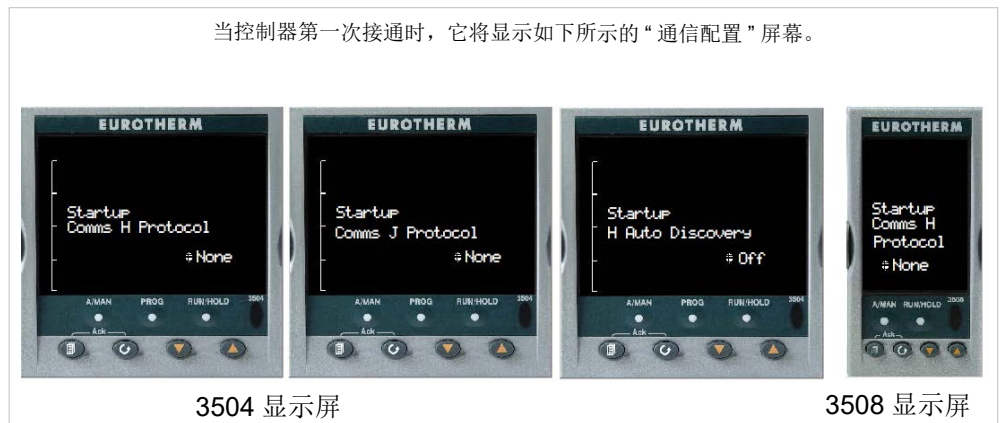 当控制器第一次接通时，它将显示如下所示的“通信配置”屏幕。
EUROTHERM
Startup
Comms H Protocol
None
A/MAN PROG RUN/HOLD 3504
Ack
EUROTHERM
Startup
Comms J Protocol
None
A/MAN PROG RUN/HOLD 3504
Ack
EUROTHERM
Startup
H Auto Discovery
Off
A/MAN PROG RUN/HOLD 3504
Ack
EUROTHERM
Startup
Comms H
Protocol
None
A/MAN RUN/HOLD 3508
Ack
3504 显示屏
3508 显示屏